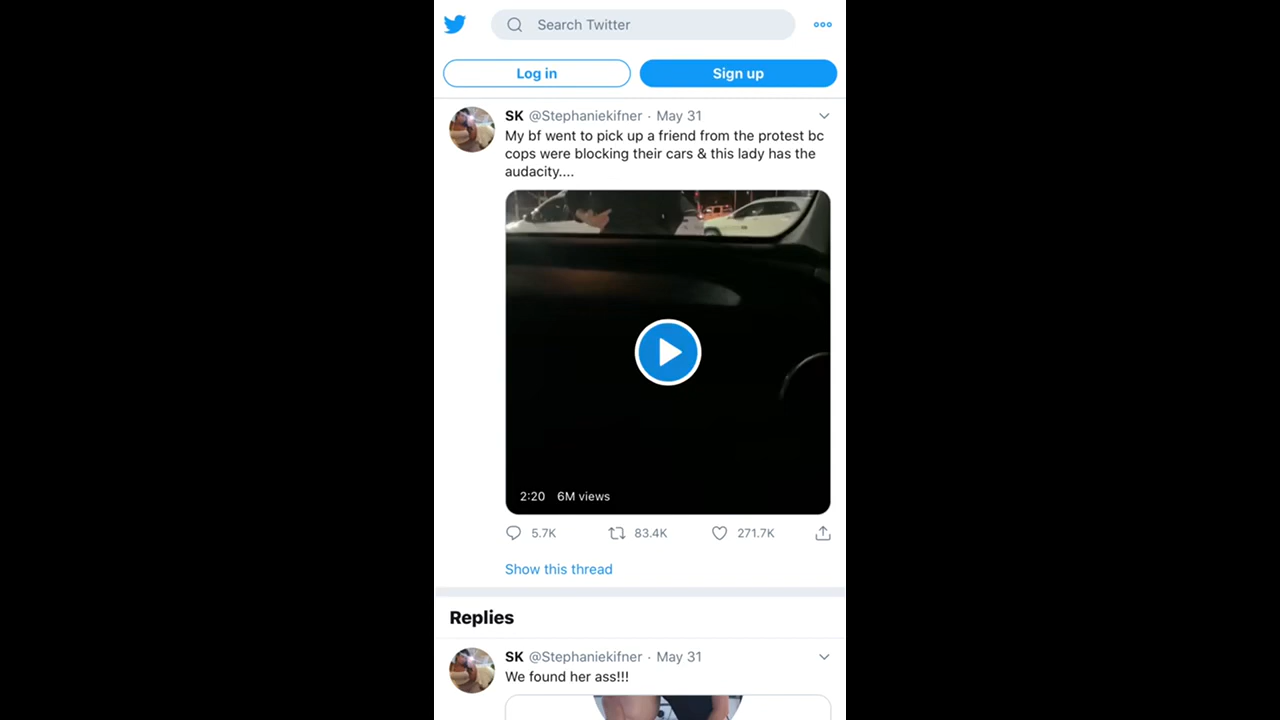 Search Twitter
Log in
Sign up
SK @Stephaniekifner · May 31
My bf went to pick up a friend from the protest bc
cops were blocking their cars & this lady has the
audacity....
2:20 6M views
5.7K 83.4K 271.7K
Show this thread
Replies
SK @Stephaniekifner · May 31
We found her ass!!!